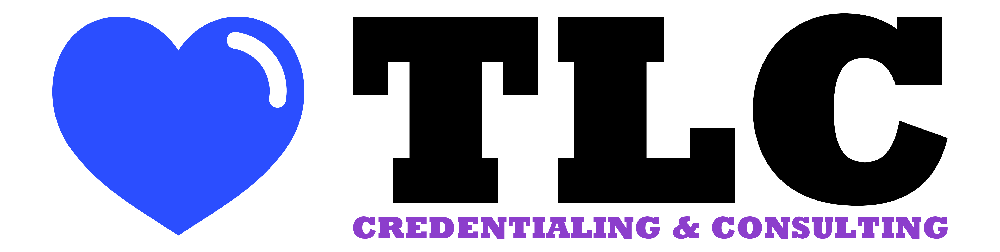 TLC
CREDENTIALING & CONSULTING